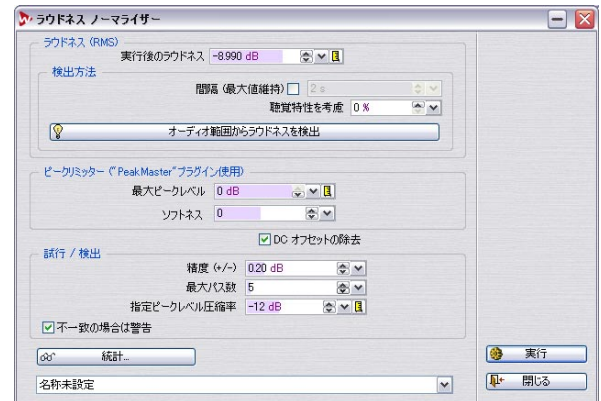 ラウドネス ノーマライザー
ラウドネス (RMS)
実行後のラウドネス -8.990 dB
検出方法
間隔 (最大値維持) 2 s
聴覚特性を考慮 0 %
オーディオ範囲からラウドネスを検出
ピークリミッター ("PeakMaster"プラグイン使用)
最大ピークレベル 0 dB
ソフトネス 0
DC オフセットの除去
試行 / 検出
精度 (+/-) 0.20 dB
最大パス数 5
指定ピークレベル圧縮率 -12 dB
不一致の場合は警告
統計...
実行
名称未設定
閉じる